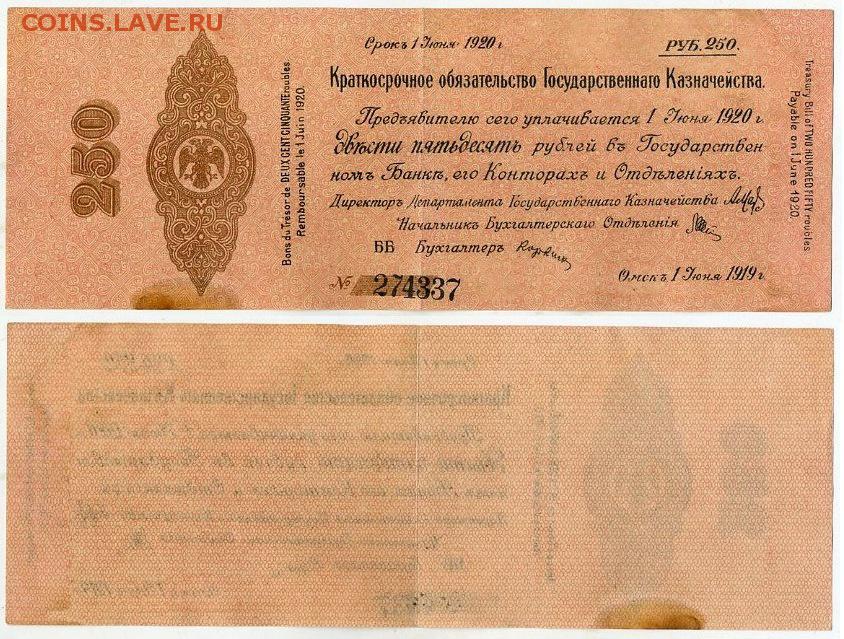 COINS.LAVE.RU
250
Bons du Trésor de DEUX CENT CINQUANTE roubles
Remboursable le 1 Juin 1920.
Срокъ 1 Июня 1920 г.
РУБ. 250.
Краткосрочное обязательство Государственнаго Казначейства.
Предъявителю сего уплачивается 1 Июня 1920 г.
двѣсти пятьдесятъ рублей въ Государствен
номъ Банкѣ, его Конторахъ и Отдѣленіяхъ.
Директоръ Департамента Государственнаго Казначейства
Начальникъ Бухгалтерскаго Отдѣленія
ББ Бухгалтеръ
№ 274337
Омскъ, 1 Июня 1919 г.
Treasury Bill of TWO HUNDRED FIFTY roubles
Payable on 1 June 1920.